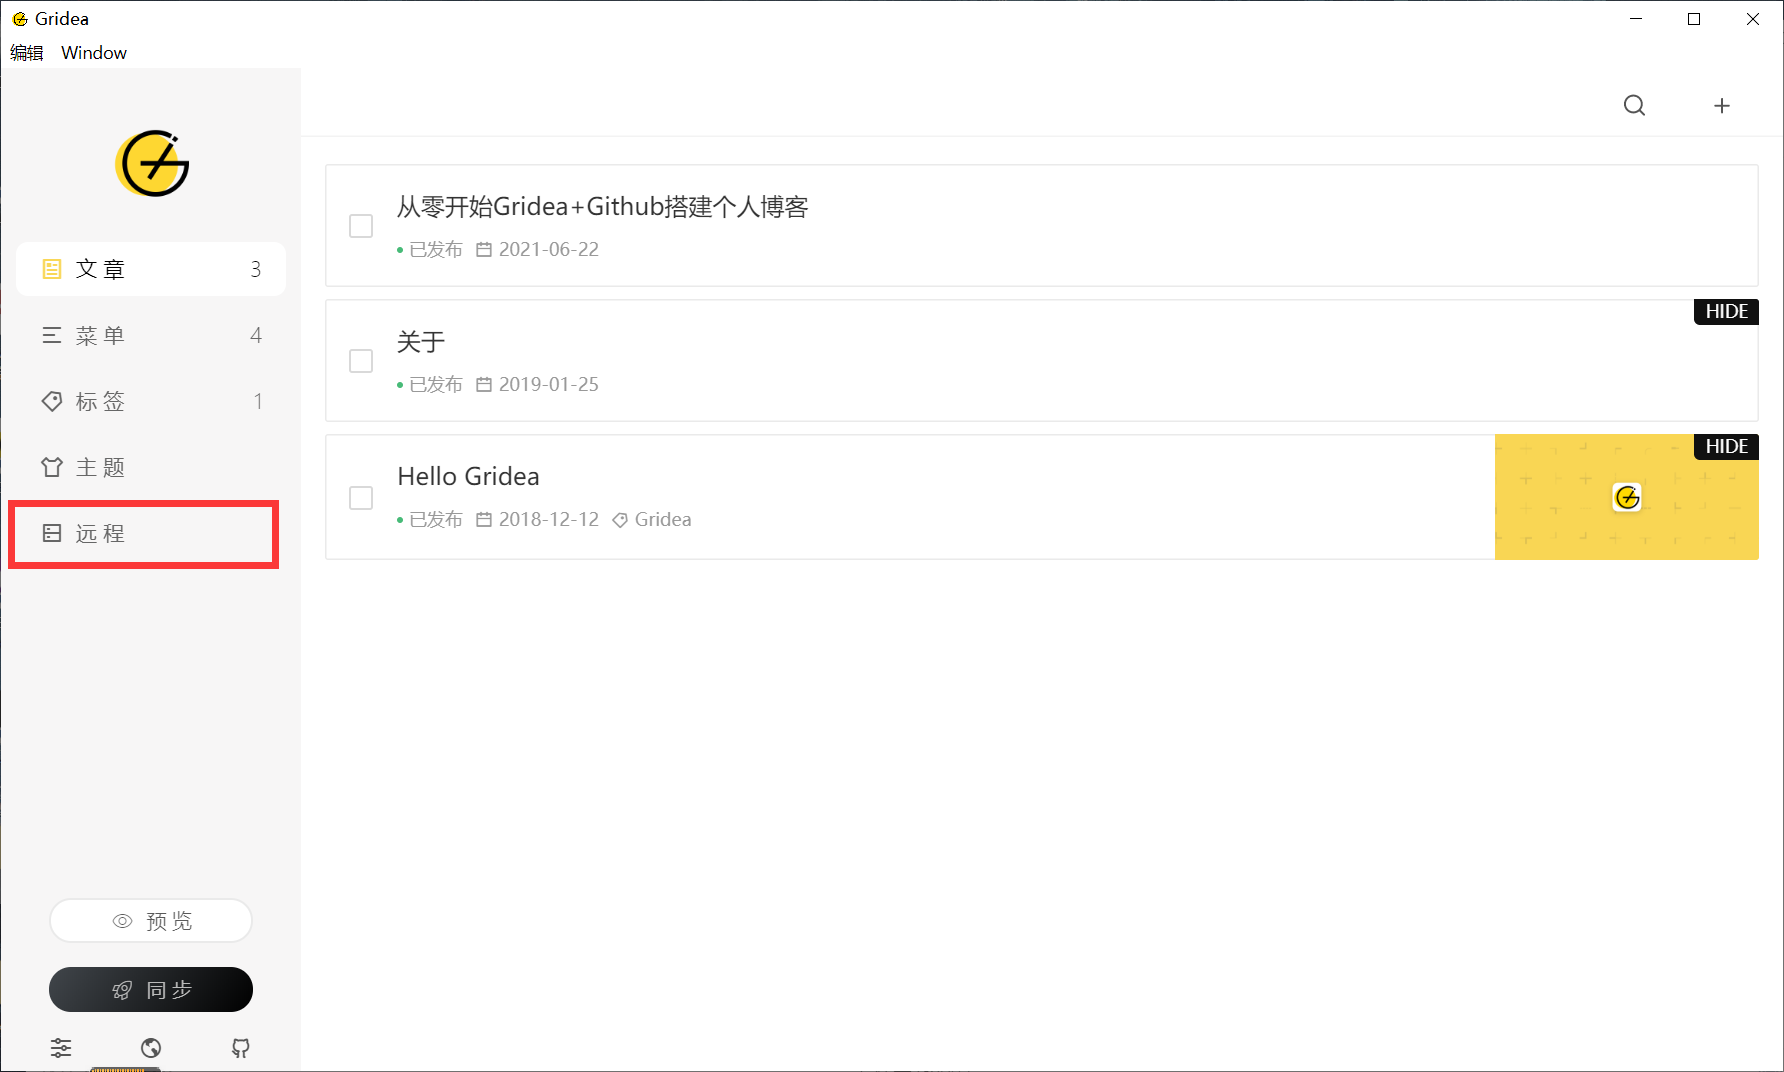 Gridea
编辑 Window
文章 3
菜单 4
标签 1
主题
远程
预览
同步
从零开始Gridea+Github搭建个人博客
已发布 2021-06-22
HIDE
关于
已发布 2019-01-25
HIDE
Hello Gridea
已发布 2018-12-12 Gridea